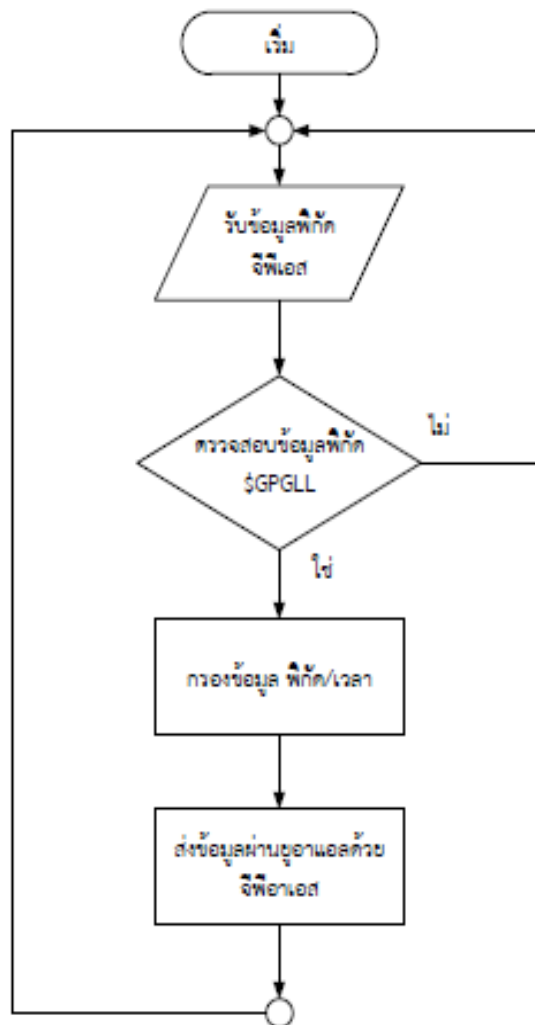 เริ่ม
รับข้อมูลพิกัด
จีพีเอส
ตรวจสอบข้อมูลพิกัด
$GPGLL
ไม่
ใช่
กรองข้อมูล พิกัด/เวลา
ส่งข้อมูลผ่านยูอาแอลด้วย
จีพีอาเอส